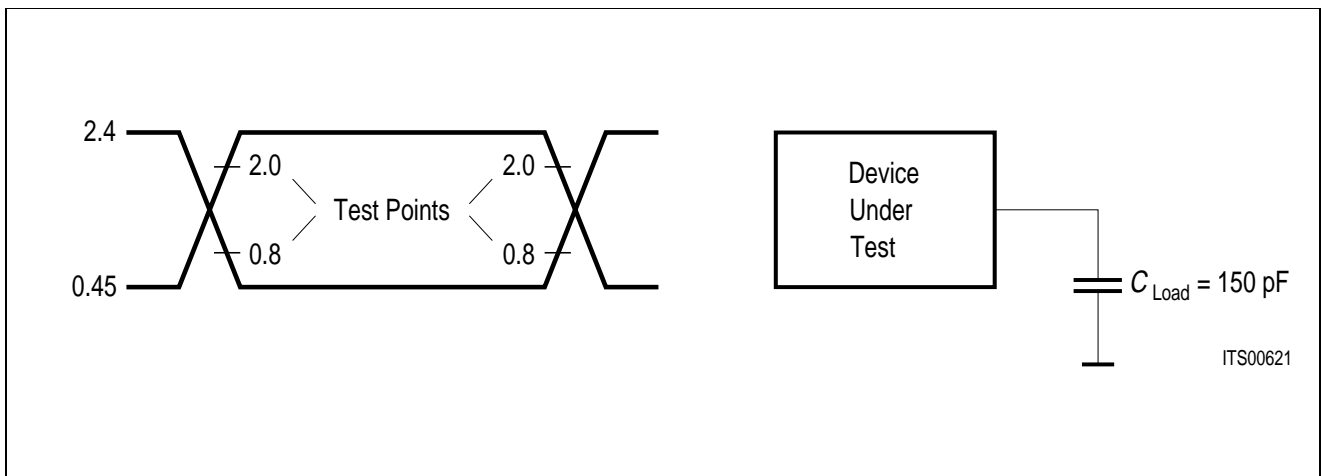 2.4
2.0
2.0
Test Points
0.8
0.8
0.45
Device
Under
Test
C Load = 150 pF
ITS00621